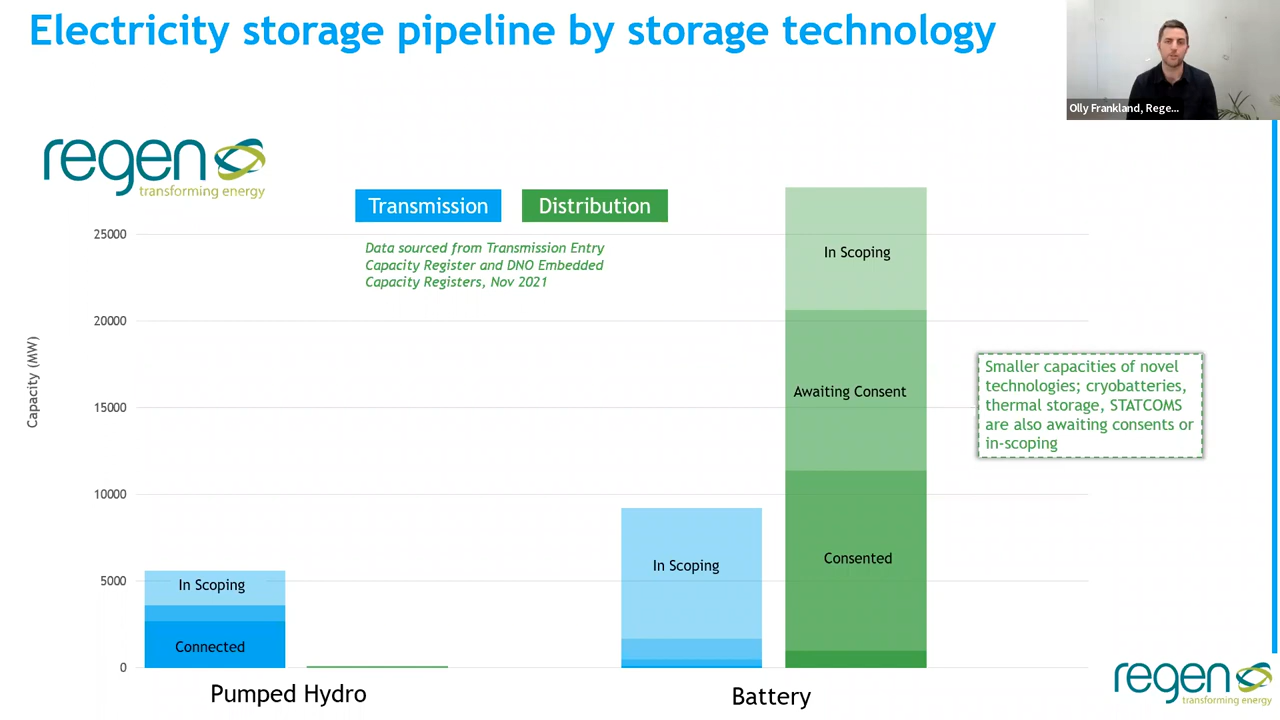 Electricity storage pipeline by storage technology
Olly Frankland, Rege...
regen
transforming energy
Transmission
Distribution
Data sourced from Transmission Entry
Capacity Register and DNO Embedded
Capacity Registers, Nov 2021
25000
20000
15000
10000
5000
0
Capacity (MW)
In Scoping
Connected
In Scoping
In Scoping
Awaiting Consent
Consented
Smaller capacities of novel
technologies; cryobatteries,
thermal storage, STATCOMS
are also awaiting consents or
in-scoping
Pumped Hydro
Battery
regen
transforming energy